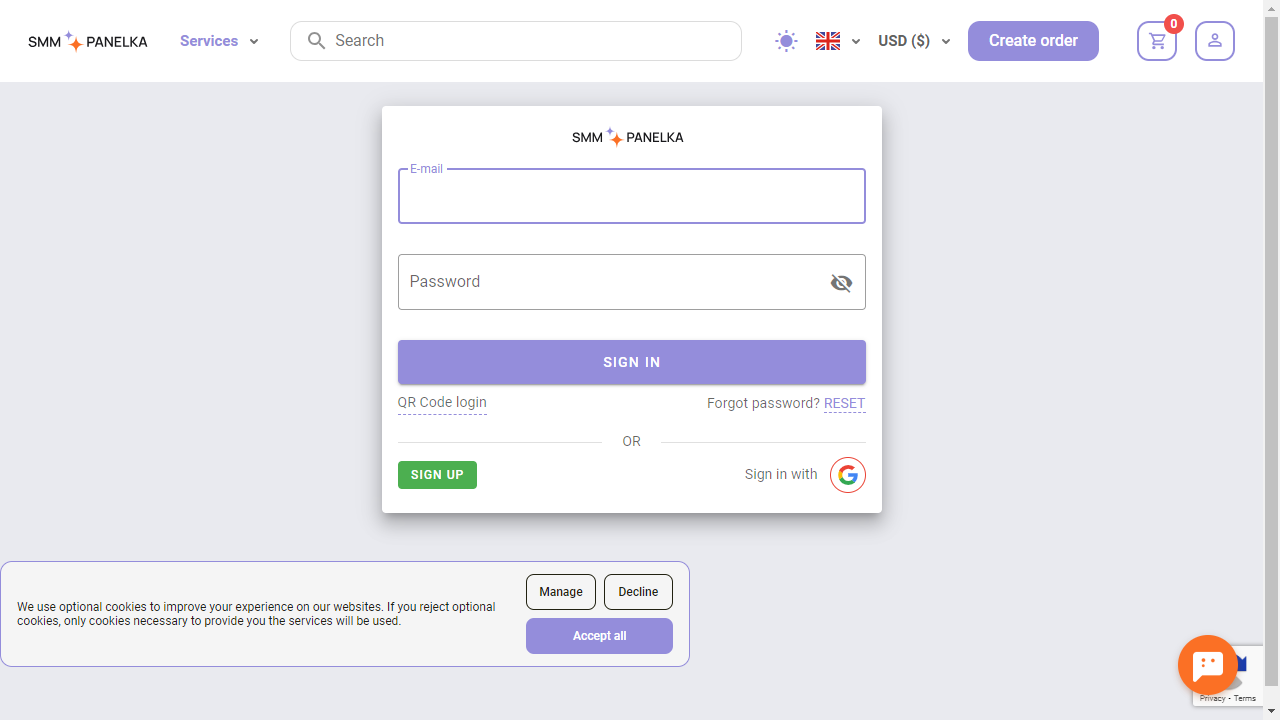 SMM PANELKA
Services
Search
USD ($)
Create order
0
SMM PANELKA
E-mail
Password
SIGN IN
QR Code login
Forgot password? RESET
OR
SIGN UP
Sign in with
We use optional cookies to improve your experience on our websites. If you reject optional
cookies, only cookies necessary to provide you the services will be used.
Manage
Decline
Accept all
Privacy - Terms